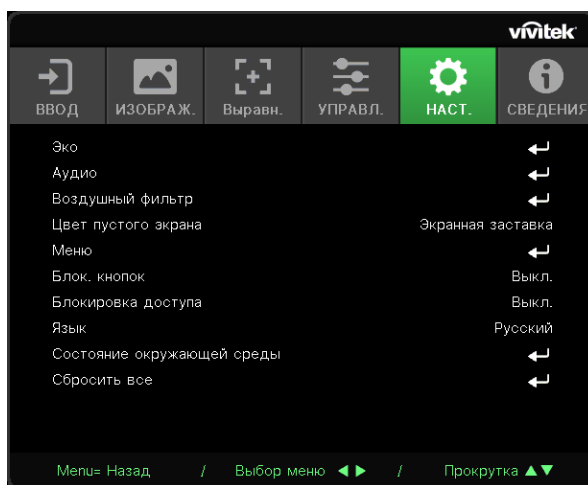 vivitek
ВВОД ИЗОБРАЖ. Выравн. УПРАВЛ. НАСТ. СВЕДЕНИЯ
Эко
Аудио
Воздушный фильтр
Цвет пустого экрана Экранная заставка
Меню
Блок. кнопок Выкл.
Блокировка доступа Выкл.
Язык Русский
Состояние окружающей среды
Сбросить все
Menu= Назад / Выбор меню ◀ ▶ / Прокрутка ▲▼